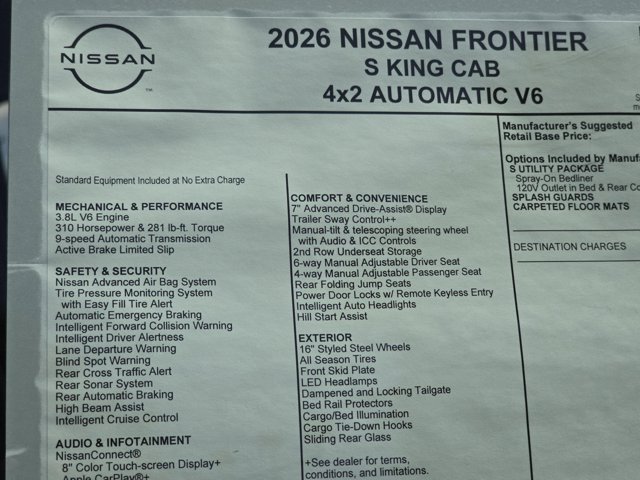 NISSAN
2026 NISSAN FRONTIER
S KING CAB
4x2 AUTOMATIC V6
Standard Equipment Included at No Extra Charge
MECHANICAL & PERFORMANCE
3.8L V6 Engine
310 Horsepower & 281 lb-ft. Torque
9-speed Automatic Transmission
Active Brake Limited Slip
SAFETY & SECURITY
Nissan Advanced Air Bag System
Tire Pressure Monitoring System
with Easy Fill Tire Alert
Automatic Emergency Braking
Intelligent Forward Collision Warning
Intelligent Driver Alertness
Lane Departure Warning
Blind Spot Warning
Rear Cross Traffic Alert
Rear Sonar System
Rear Automatic Braking
High Beam Assist
Intelligent Cruise Control
AUDIO & INFOTAINMENT
NissanConnect®
8" Color Touch-screen Display+
Apple CarPlay®+
COMFORT & CONVENIENCE
7" Advanced Drive-Assist® Display
Trailer Sway Control++
Manual-tilt & telescoping steering wheel
with Audio & ICC Controls
2nd Row Underseat Storage
6-way Manual Adjustable Driver Seat
4-way Manual Adjustable Passenger Seat
Rear Folding Jump Seats
Power Door Locks w/ Remote Keyless Entry
Intelligent Auto Headlights
Hill Start Assist
EXTERIOR
16" Styled Steel Wheels
All Season Tires
Front Skid Plate
LED Headlamps
Dampened and Locking Tailgate
Bed Rail Protectors
Cargo/Bed Illumination
Cargo Tie-Down Hooks
Sliding Rear Glass
+See dealer for terms,
conditions, and limitations.
Manufacturer's Suggested
Retail Base Price:
Options Included by Manuf
S UTILITY PACKAGE
Spray-On Bedliner
120V Outlet in Bed & Rear Co
SPLASH GUARDS
CARPETED FLOOR MATS
DESTINATION CHARGES